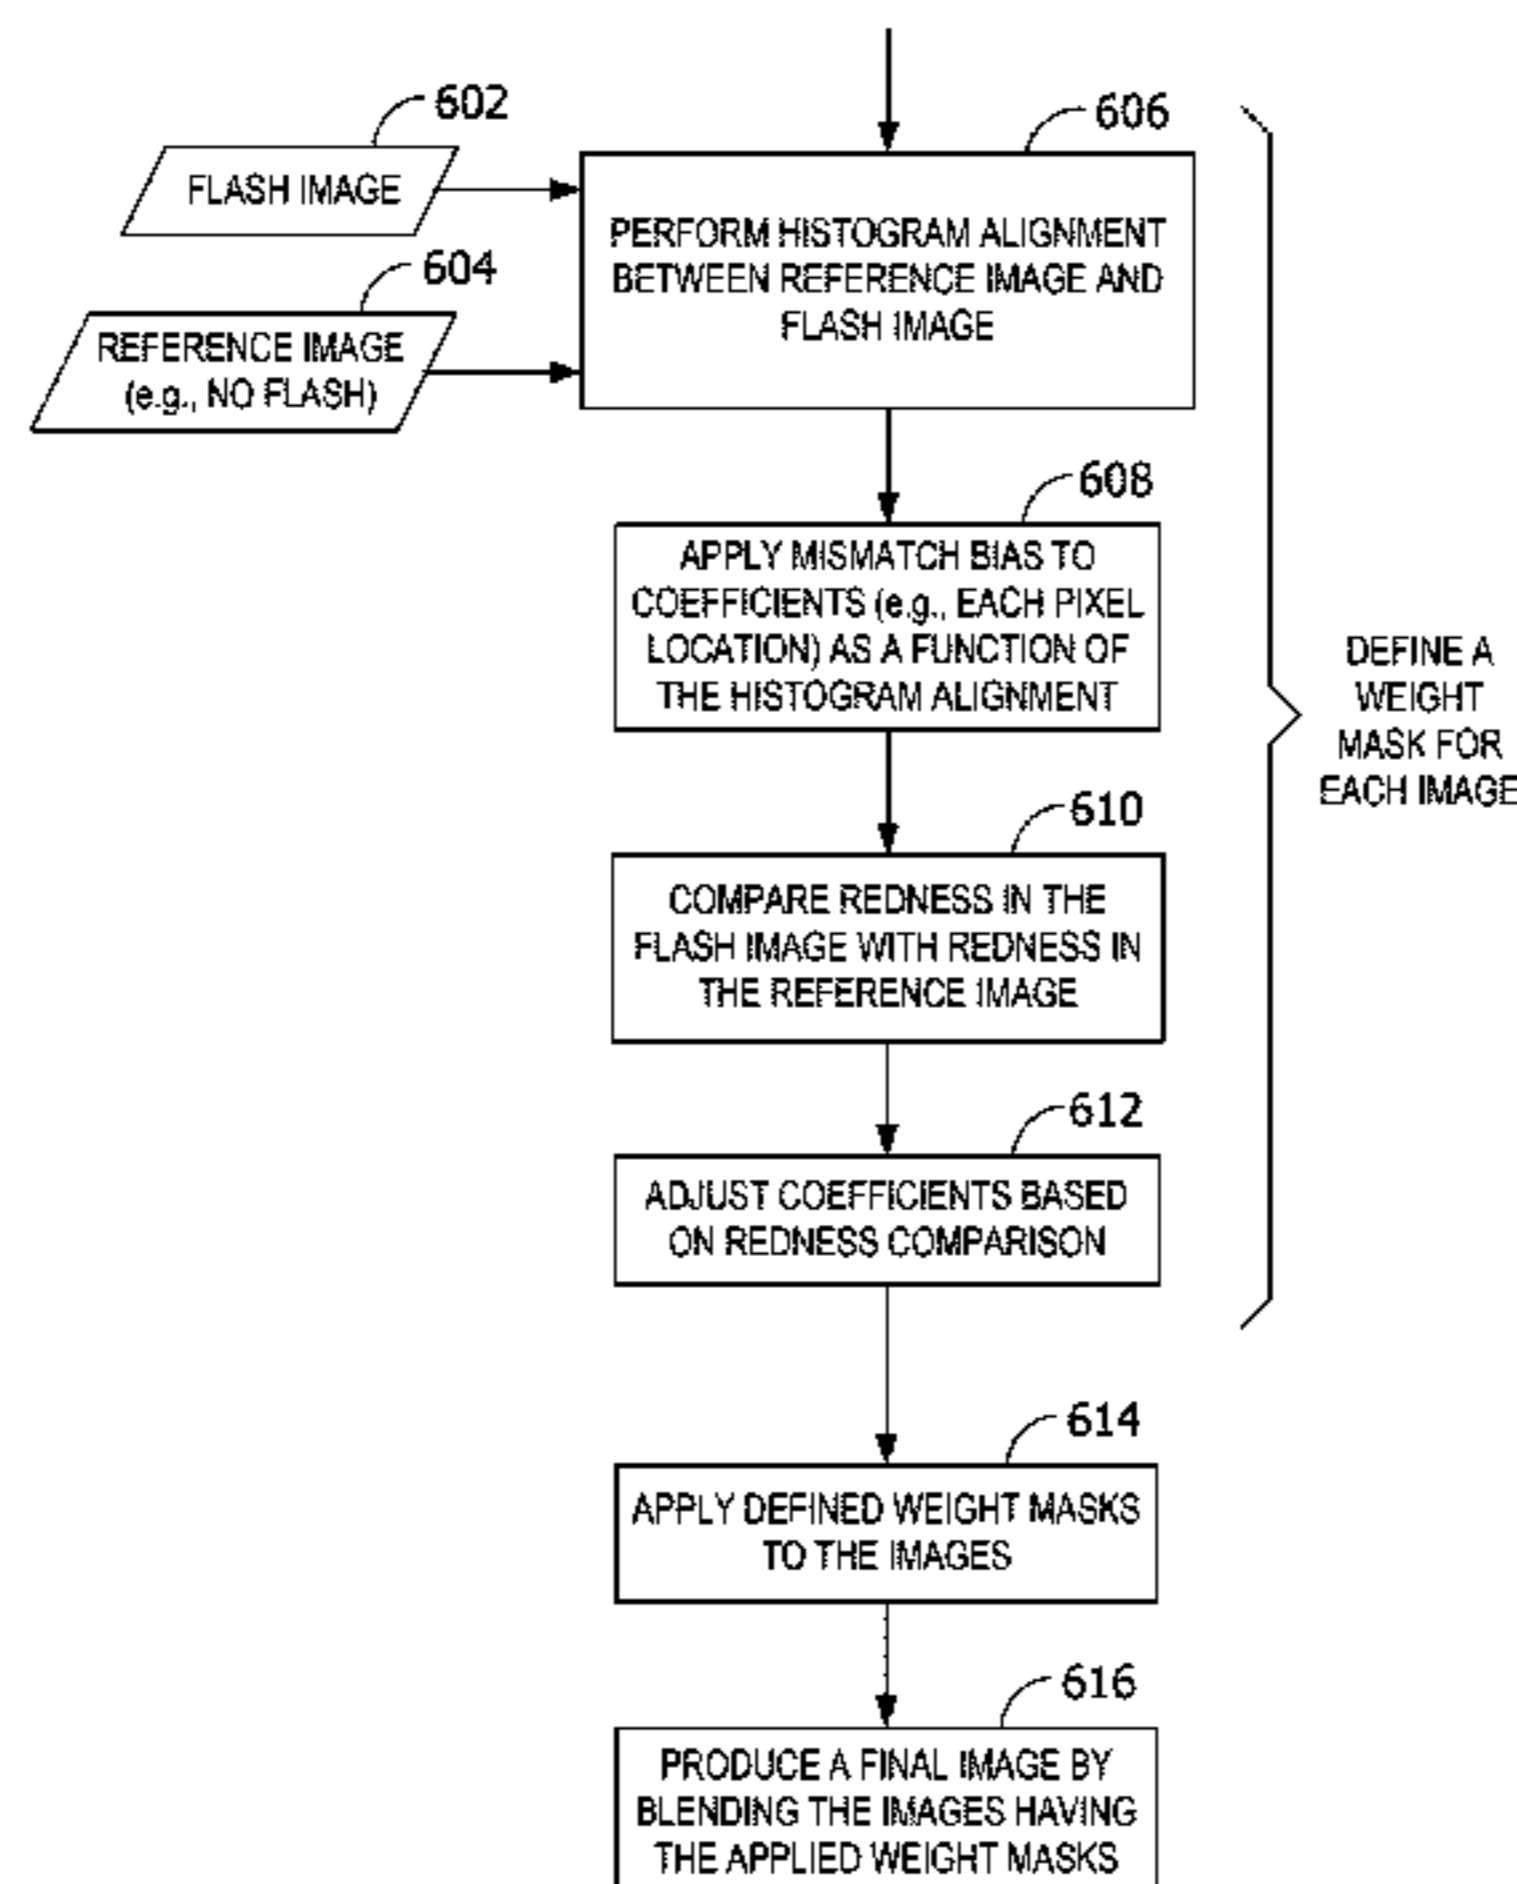 602
FLASH IMAGE
604
REFERENCE IMAGE
(e.g., NO FLASH)
606
PERFORM HISTOGRAM ALIGNMENT
BETWEEN REFERENCE IMAGE AND
FLASH IMAGE
608
APPLY MISMATCH BIAS TO
COEFFICIENTS (e.g., EACH PIXEL
LOCATION) AS A FUNCTION OF
THE HISTOGRAM ALIGNMENT
DEFINE A
WEIGHT
MASK FOR
EACH IMAGE
610
COMPARE REDNESS IN THE
FLASH IMAGE WITH REDNESS IN
THE REFERENCE IMAGE
612
ADJUST COEFFICIENTS BASED
ON REDNESS COMPARISON
614
APPLY DEFINED WEIGHT MASKS
TO THE IMAGES
616
PRODUCE A FINAL IMAGE BY
BLENDING THE IMAGES HAVING
THE APPLIED WEIGHT MASKS